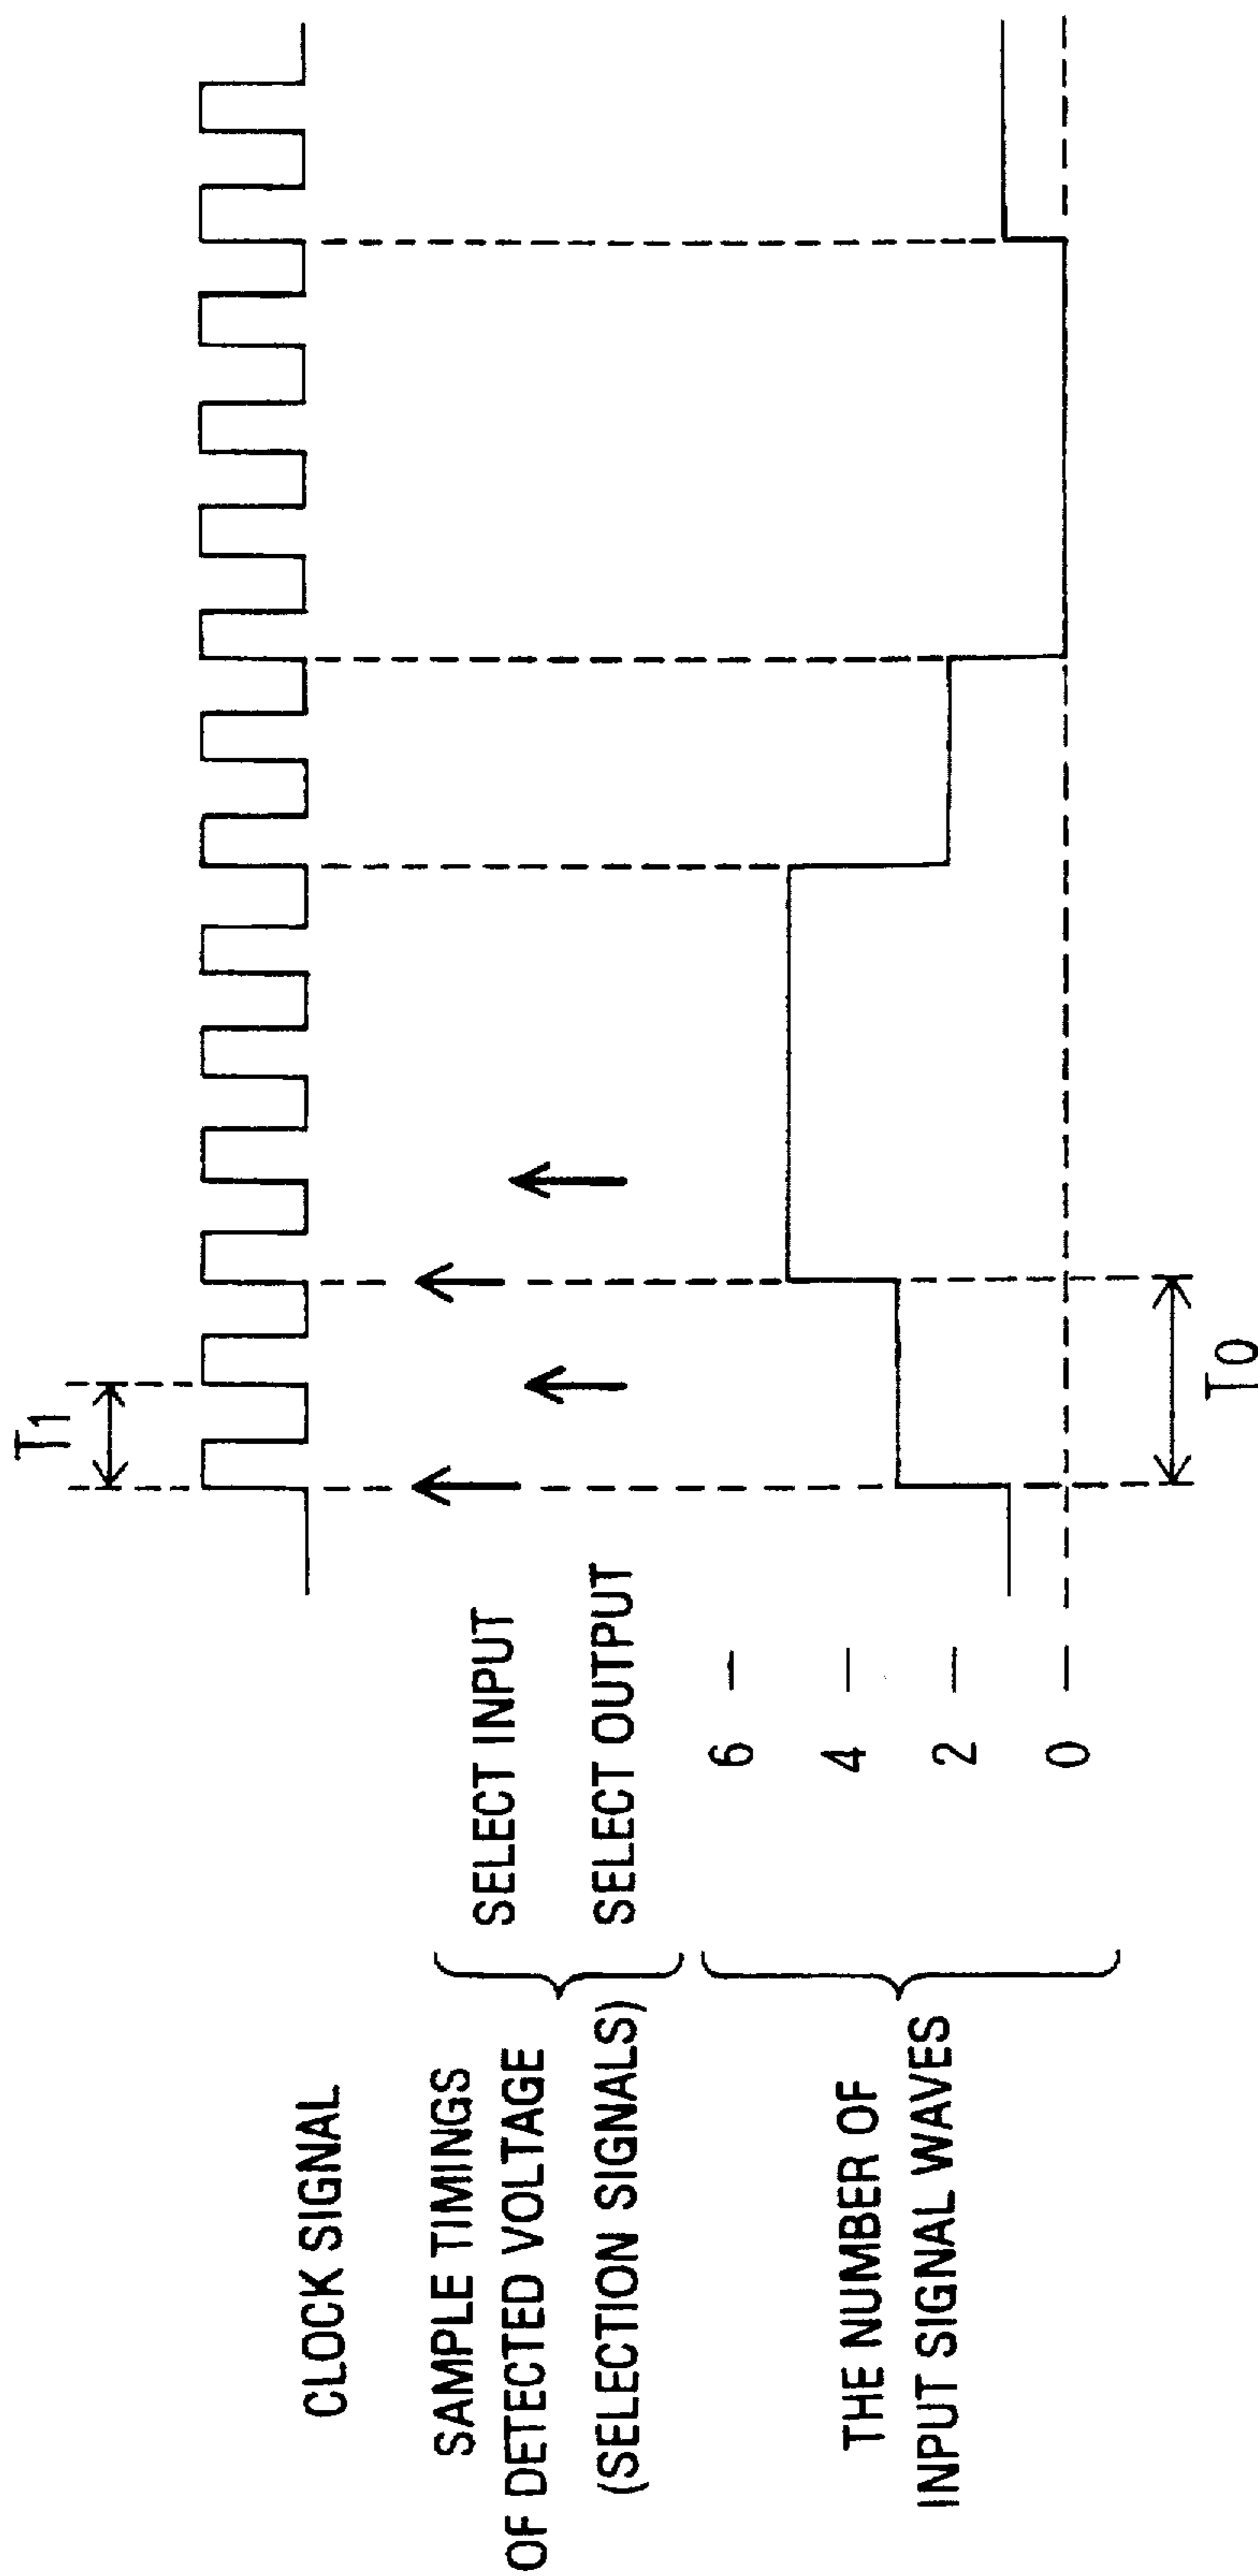 T1
CLOCK SIGNAL
SAMPLE TIMINGS
OF DETECTED VOLTAGE
(SELECTION SIGNALS)
SELECT INPUT
SELECT OUTPUT
THE NUMBER OF
INPUT SIGNAL WAVES
6
4
2
0
T0